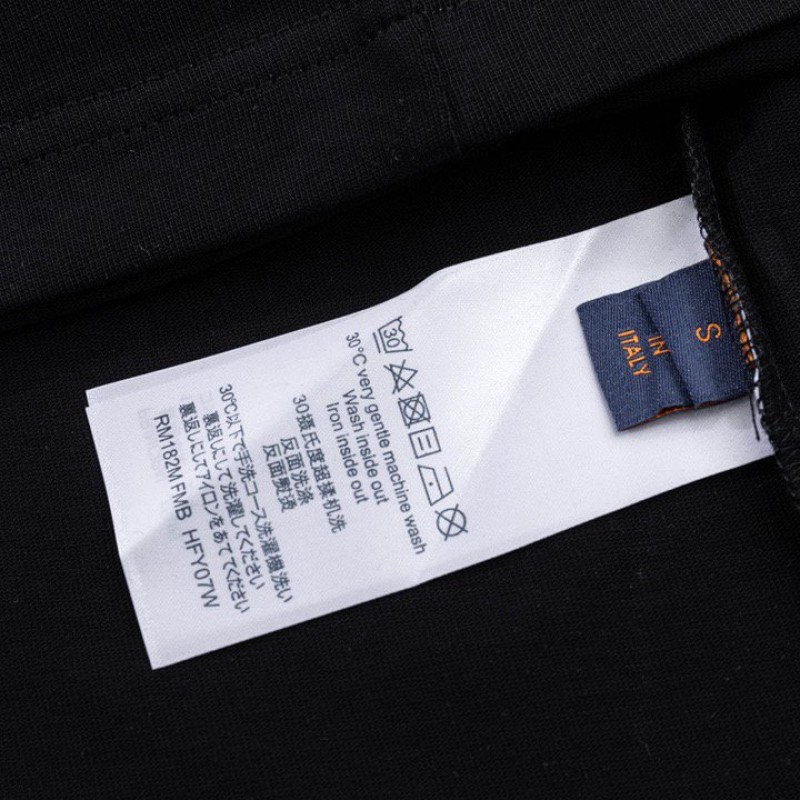 30
30°C very gentle machine wash
Wash inside out
Iron inside out
30摄氏度超揉机洗
反面洗涤
反面熨烫
30℃以下で手洗コース洗濯機洗い
裏返しにして洗濯してください
裏返しにしてアイロンをあててください
RM182M FMB HFY07W
S
IN
ITALY